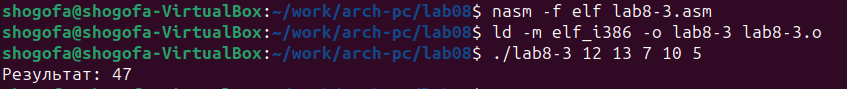 shogofa@shogofa-VirtualBox:~/work/arch-pc/lab08$ nasm -f elf lab8-3.asm
shogofa@shogofa-VirtualBox:~/work/arch-pc/lab08$ ld -m elf_i386 -o lab8-3 lab8-3.o
shogofa@shogofa-VirtualBox:~/work/arch-pc/lab08$ ./lab8-3 12 13 7 10 5
Результат: 47